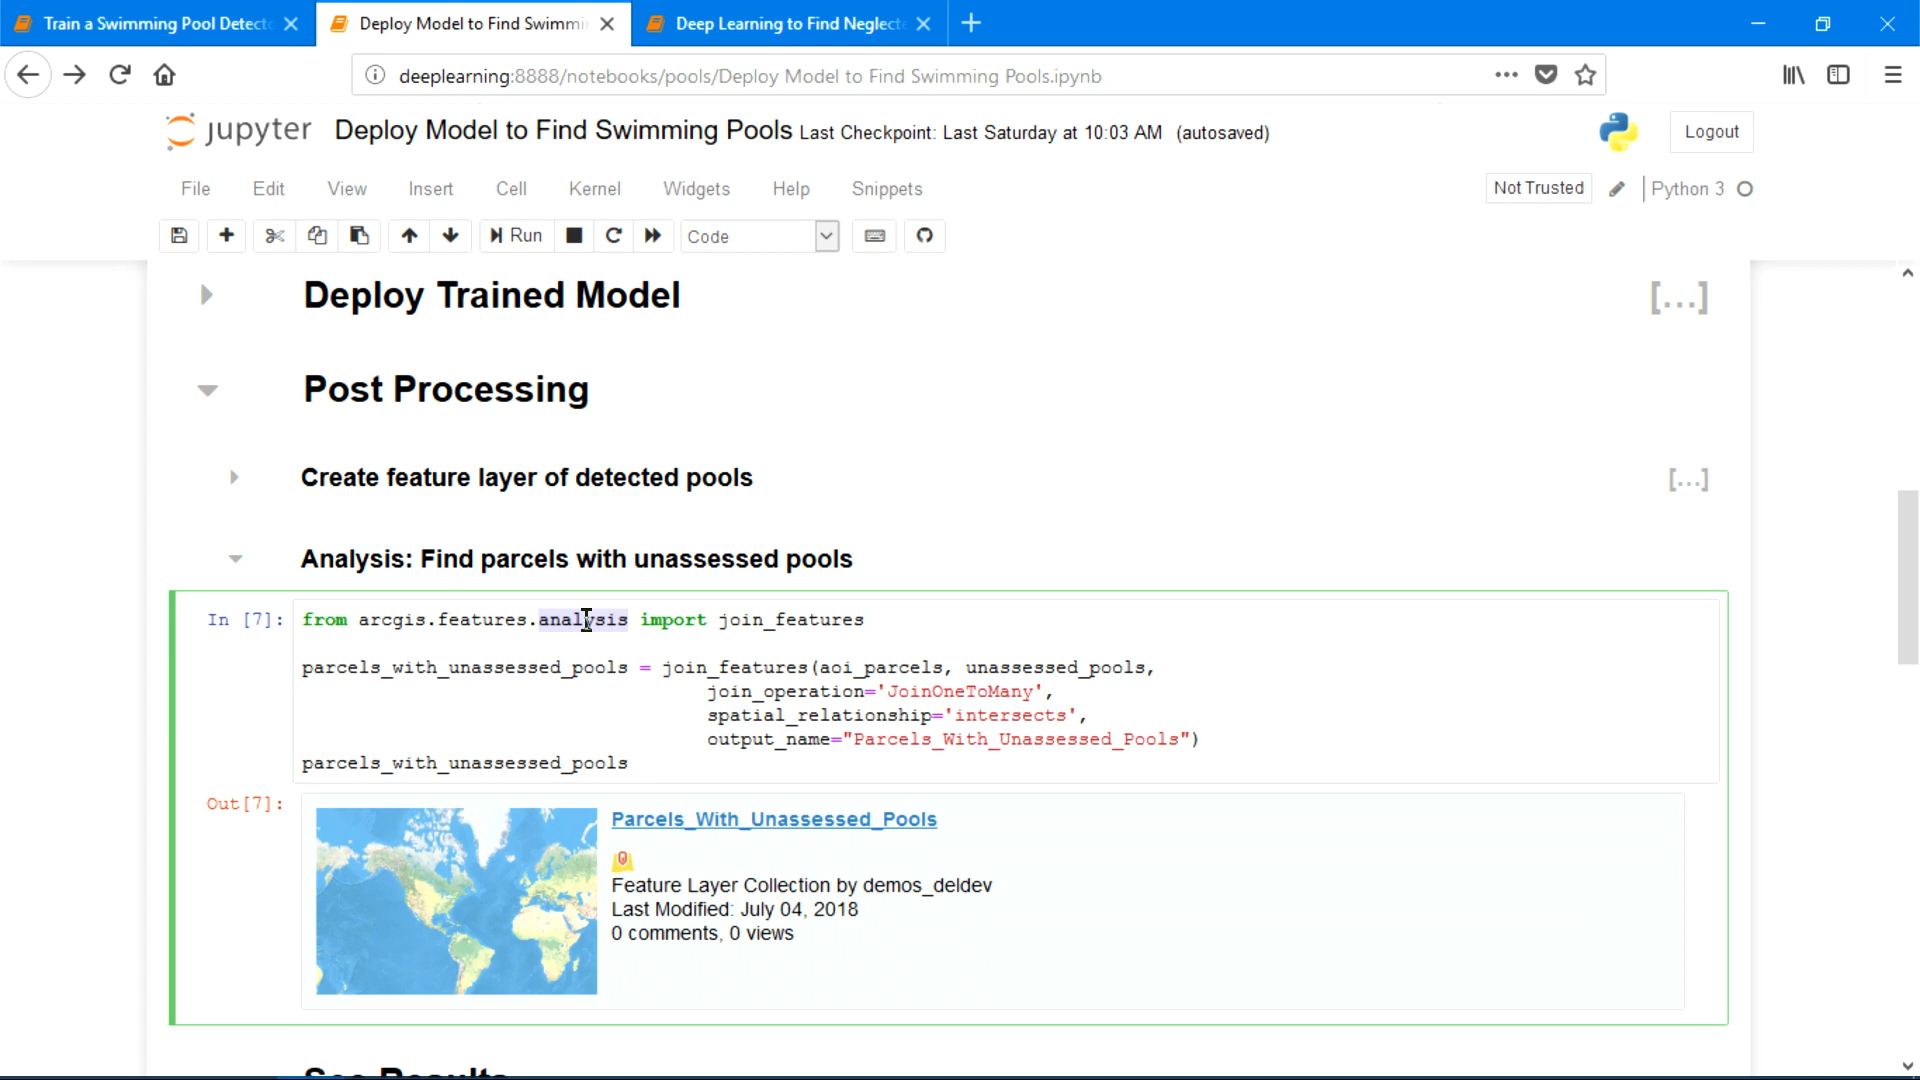 Train a Swimming Pool Detect
Deploy Model to Find Swimmi
Deep Learning to Find Neglect
deeplearning:8888/notebooks/pools/Deploy Model to Find Swimming Pools.ipynb
jupyter Deploy Model to Find Swimming Pools Last Checkpoint: Last Saturday at 10:03 AM (autosaved)
Logout
File Edit View Insert Cell Kernel Widgets Help Snippets
Not Trusted Python 3
Run Code
Deploy Trained Model [...]
Post Processing
Create feature layer of detected pools [...]
Analysis: Find parcels with unassessed pools
In [7]: from arcgis.features.analysis import join_features
parcels_with_unassessed_pools = join_features(aoi_parcels, unassessed_pools,
join_operation='JoinOneToMany',
spatial_relationship='intersects',
output_name="Parcels_With_Unassessed_Pools")
parcels_with_unassessed_pools
Out[7]:
Parcels_With_Unassessed_Pools
Feature Layer Collection by demos_deldev
Last Modified: July 04, 2018
0 comments, 0 views
See Results